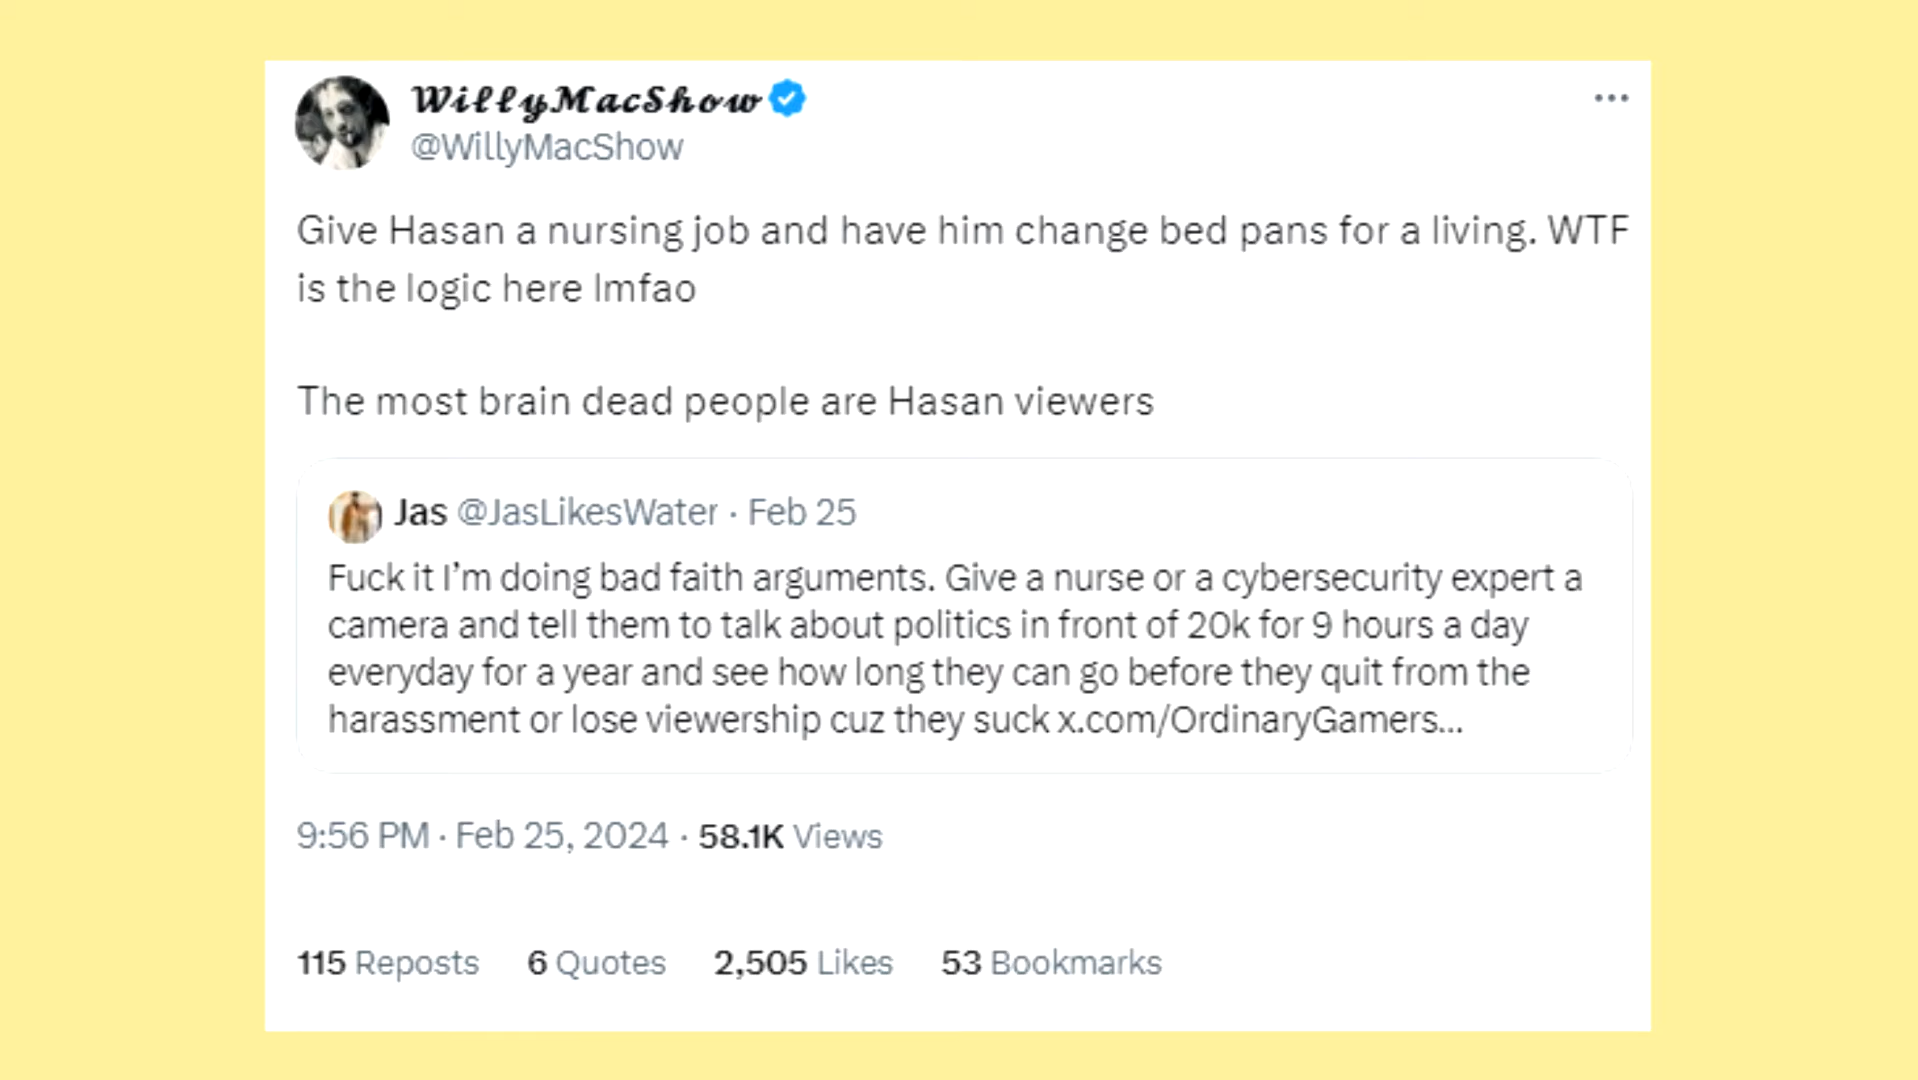 WillyMacShow
@WillyMacShow
Give Hasan a nursing job and have him change bed pans for a living. WTF
is the logic here lmfao
The most brain dead people are Hasan viewers
Jas @JasLikesWater · Feb 25
Fuck it I’m doing bad faith arguments. Give a nurse or a cybersecurity expert a
camera and tell them to talk about politics in front of 20k for 9 hours a day
everyday for a year and see how long they can go before they quit from the
harassment or lose viewership cuz they suck x.com/OrdinaryGamers...
9:56 PM · Feb 25, 2024 · 58.1K Views
115 Reposts 6 Quotes 2,505 Likes 53 Bookmarks